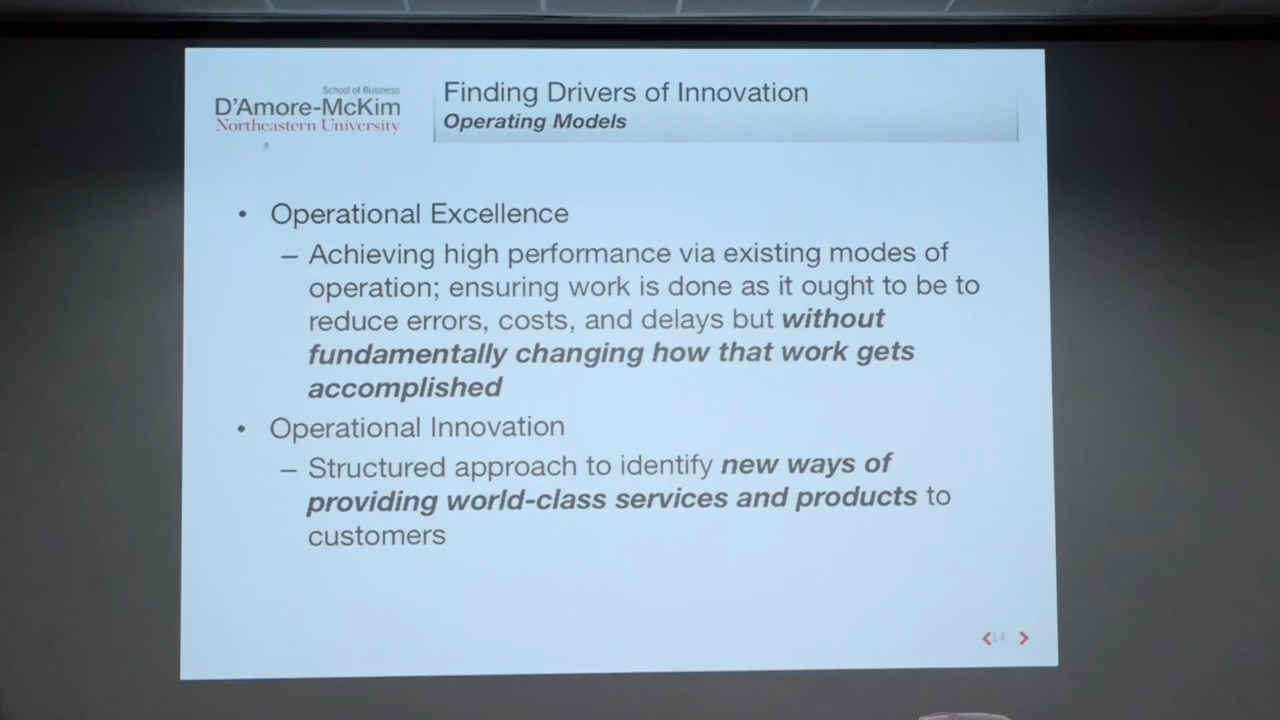 School of Business
D'Amore-McKim
Northeastern University
Finding Drivers of Innovation
Operating Models
• Operational Excellence
– Achieving high performance via existing modes of
operation; ensuring work is done as it ought to be to
reduce errors, costs, and delays but without
fundamentally changing how that work gets
accomplished
• Operational Innovation
– Structured approach to identify new ways of
providing world-class services and products to
customers
14